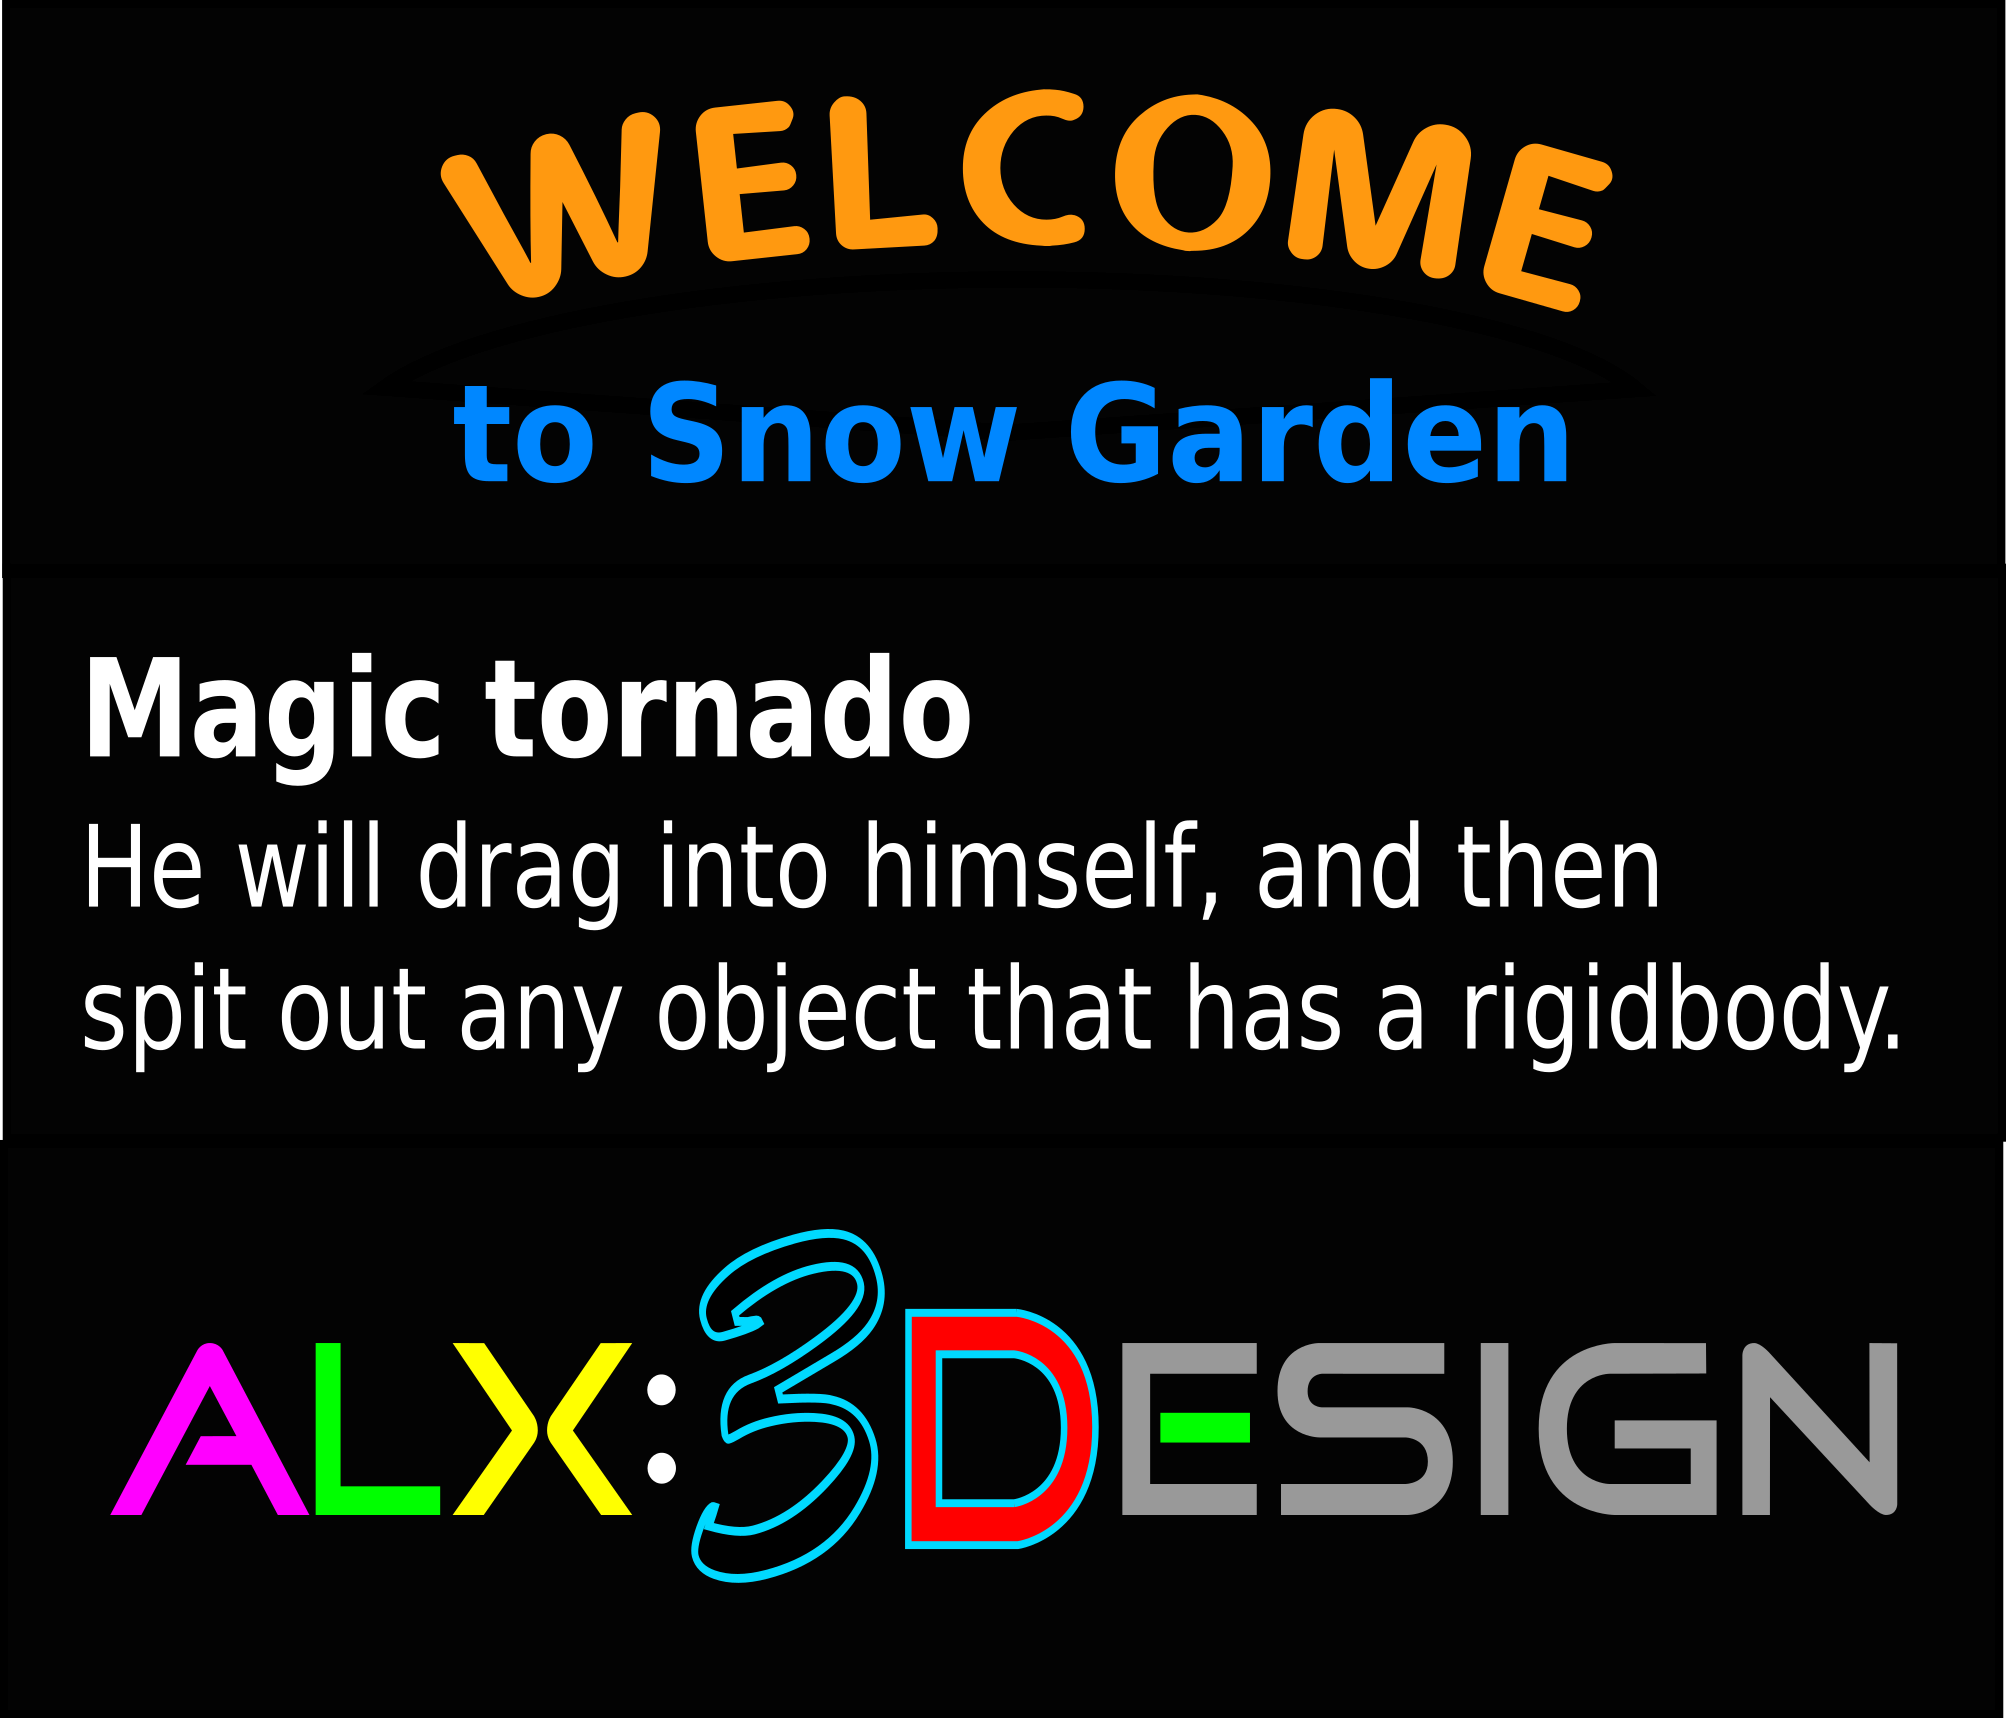 WELCOME
to Snow Garden
Magic tornado
He will drag into himself, and then
spit out any object that has a rigidbody.
ALX:3DESIGN